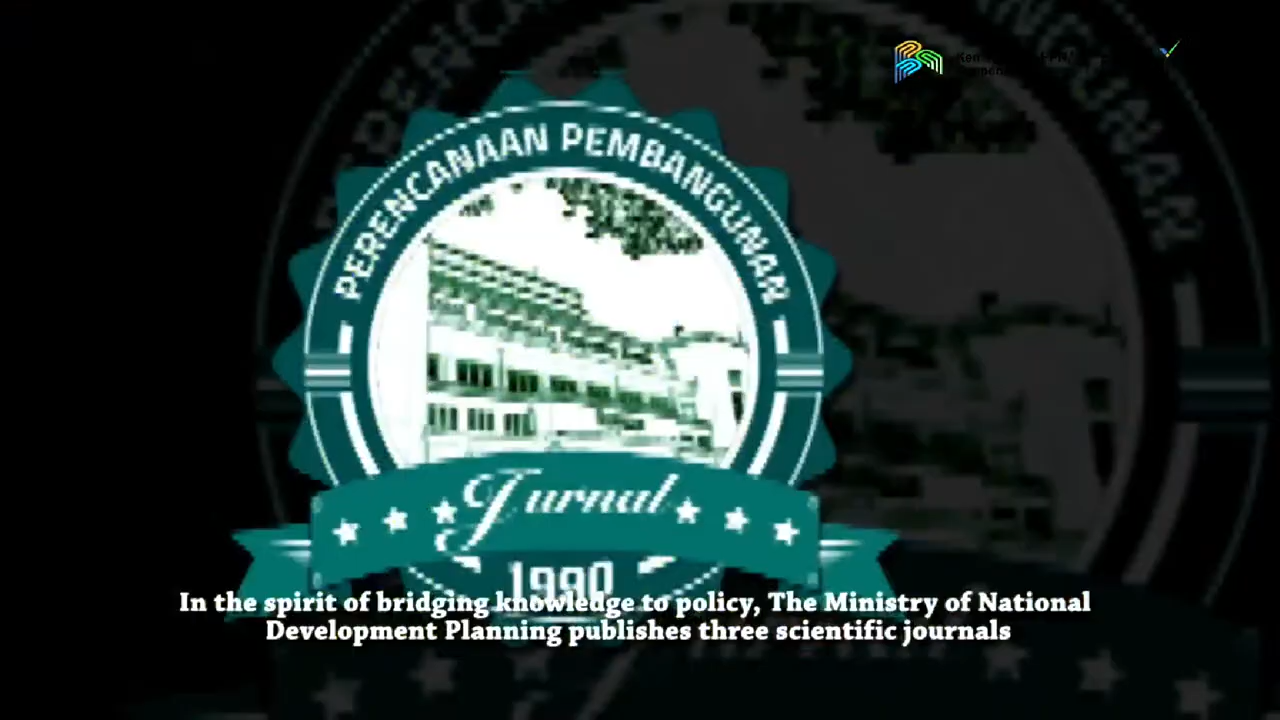 PERENCANAAN PEMBANGUNAN
Jurnal
1990
In the spirit of bridging knowledge to policy, The Ministry of National
Development Planning publishes three scientific journals